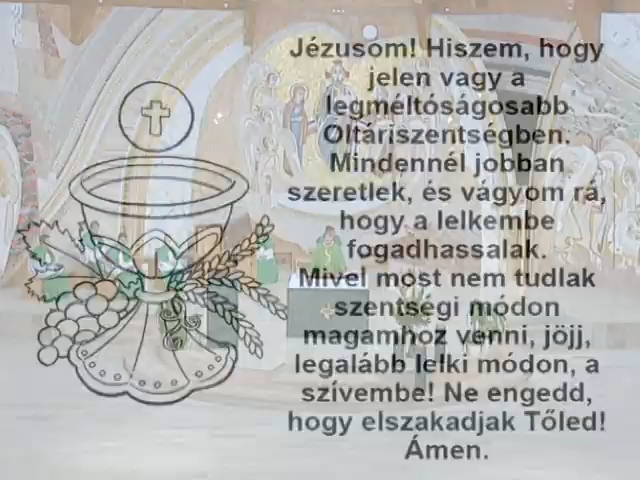 Jézusom! Hiszem, hogy
jelen vagy a
legméltóságosabb
Oltáriszentségben.
Mindennél jobban
szeretlek, és vágyom rá,
hogy a lelkembe
fogadhassalak.
Mivel most nem tudlak
szentségi módon
magamhoz venni, jöjj,
legalább lelki módon, a
szívembe! Ne engedd,
hogy elszakadjak Tőled!
Ámen.